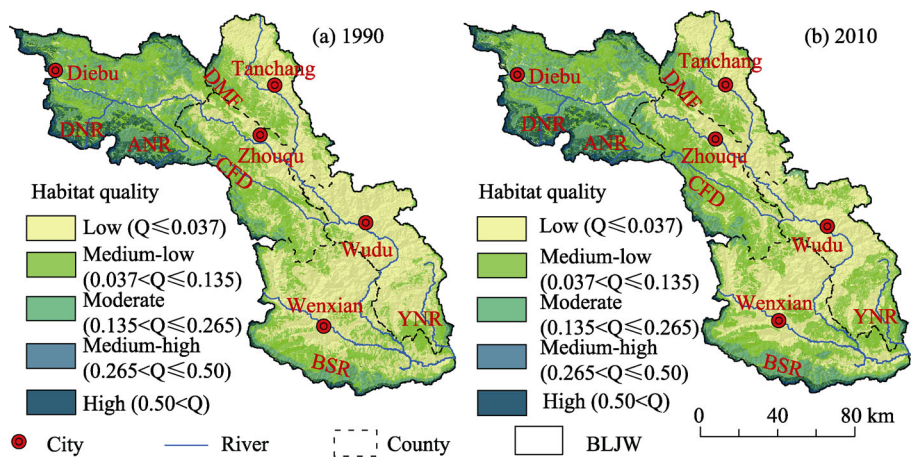 (a) 1990
Tanchang
Diebu
DMF
DNR
ANR
Zhouqu
CFD
Habitat quality
Low (Q≤0.037)
Medium-low
(0.037<Q≤0.135)
Moderate
(0.135<Q≤0.265)
Medium-high
(0.265<Q≤0.50)
High (0.50<Q)
Wudu
Wenxian
YNR
BSR
(b) 2010
Tanchang
Diebu
DMF
DNR
ANR
Zhouqu
CFD
Habitat quality
Low (Q≤0.037)
Medium-low
(0.037<Q≤0.135)
Moderate
(0.135<Q≤0.265)
Medium-high
(0.265<Q≤0.50)
High (0.50<Q)
Wudu
Wenxian
YNR
BSR
0 40 80 km
City
River
County
BLJW